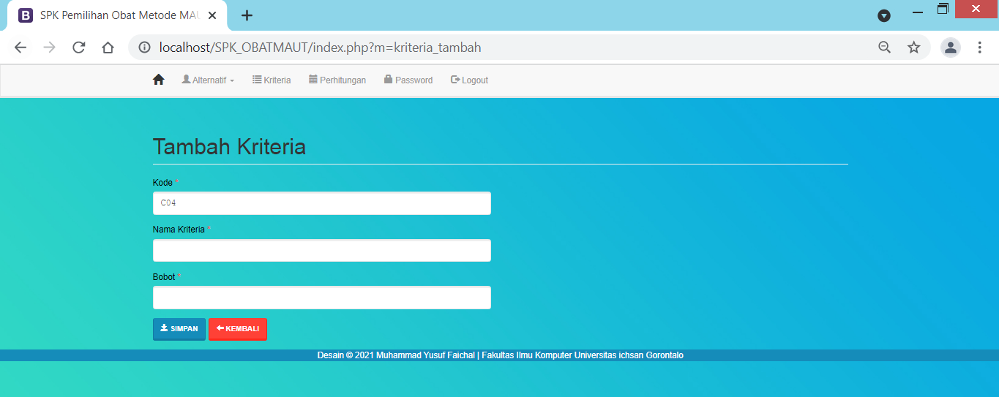 B SPK Pemilihan Obat Metode MAU
localhost/SPK_OBATMAUT/index.php?m=kriteria_tambah
Alternatif Kriteria Perhitungan Password Logout
Tambah Kriteria
Kode *
C04
Nama Kriteria *
Bobot *
SIMPAN KEMBALI
Desain © 2021 Muhammad Yusuf Faichal | Fakultas Ilmu Komputer Universitas ichsan Gorontalo